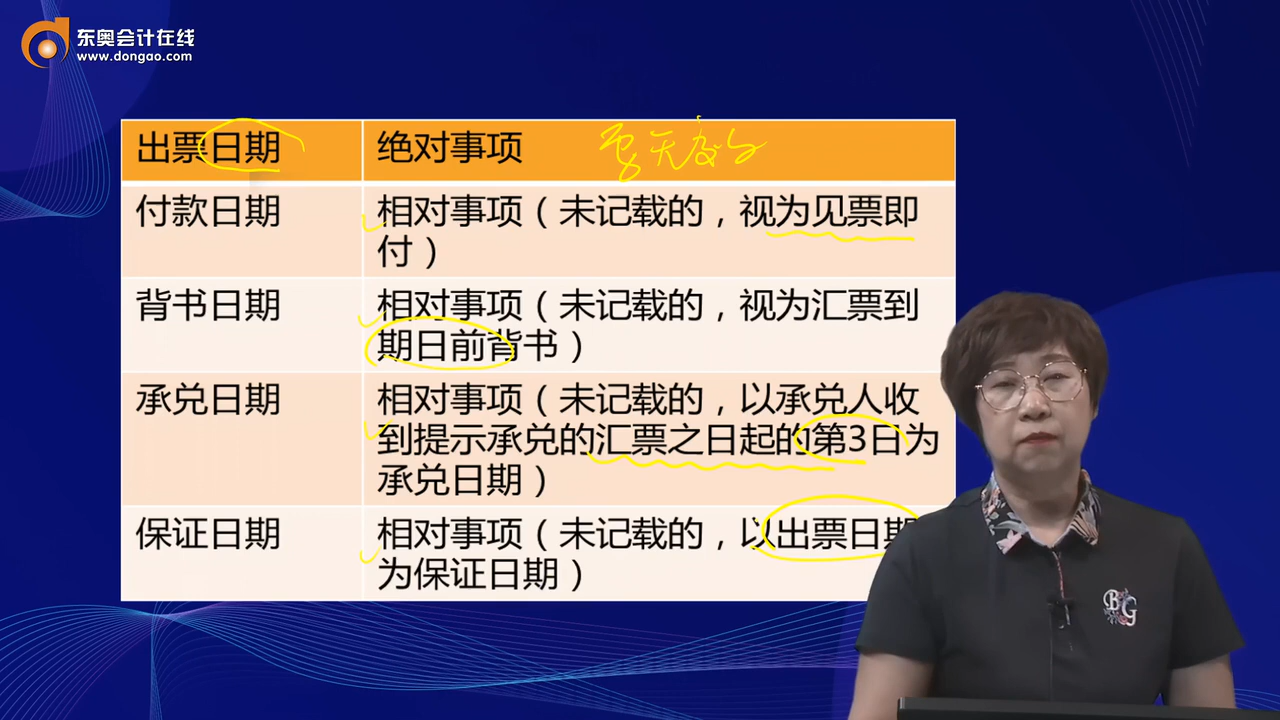 东奥会计在线
www.dongao.com
出票日期
绝对事项
付款日期
相对事项（未记载的，视为见票即
付）
背书日期
相对事项（未记载的，视为汇票到
期日前背书）
承兑日期
相对事项（未记载的，以承兑人收
到提示承兑的汇票之日起的第3日为
承兑日期）
保证日期
相对事项（未记载的，以出票日期
为保证日期）
BG